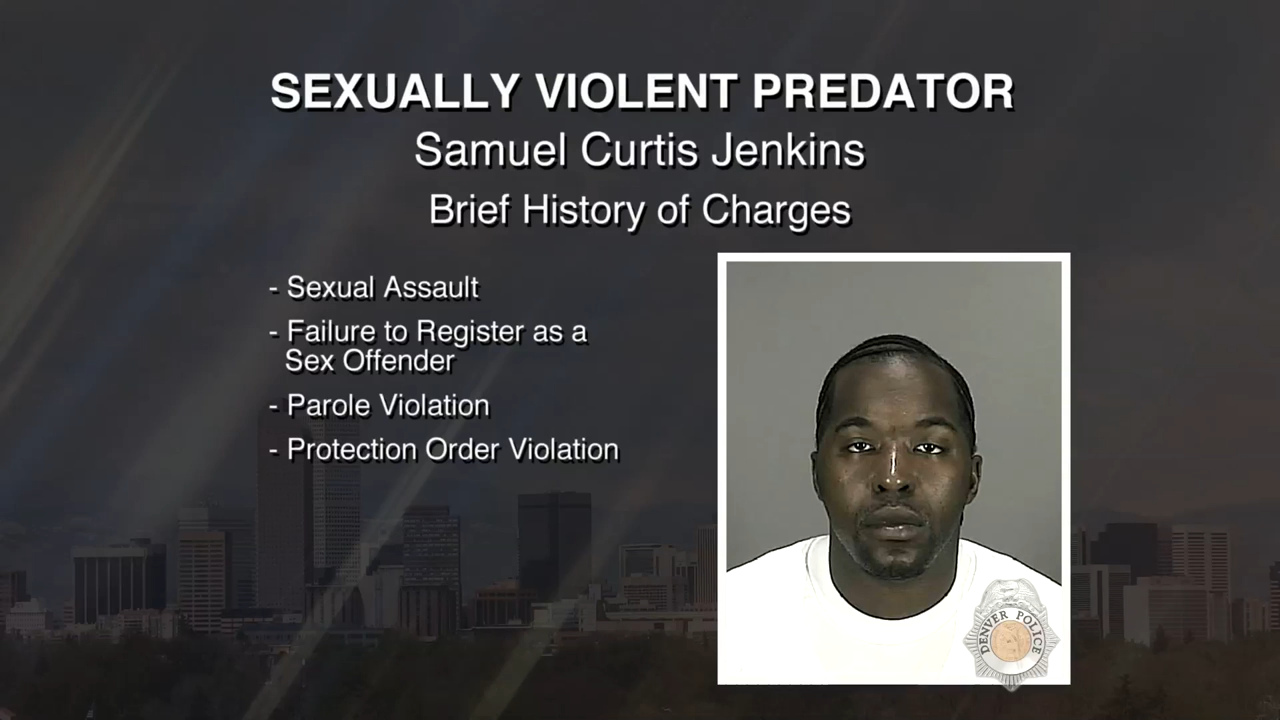 SEXUALLY VIOLENT PREDATOR
Samuel Curtis Jenkins
Brief History of Charges
- Sexual Assault
- Failure to Register as a
Sex Offender
- Parole Violation
- Protection Order Violation
DENVER POLICE